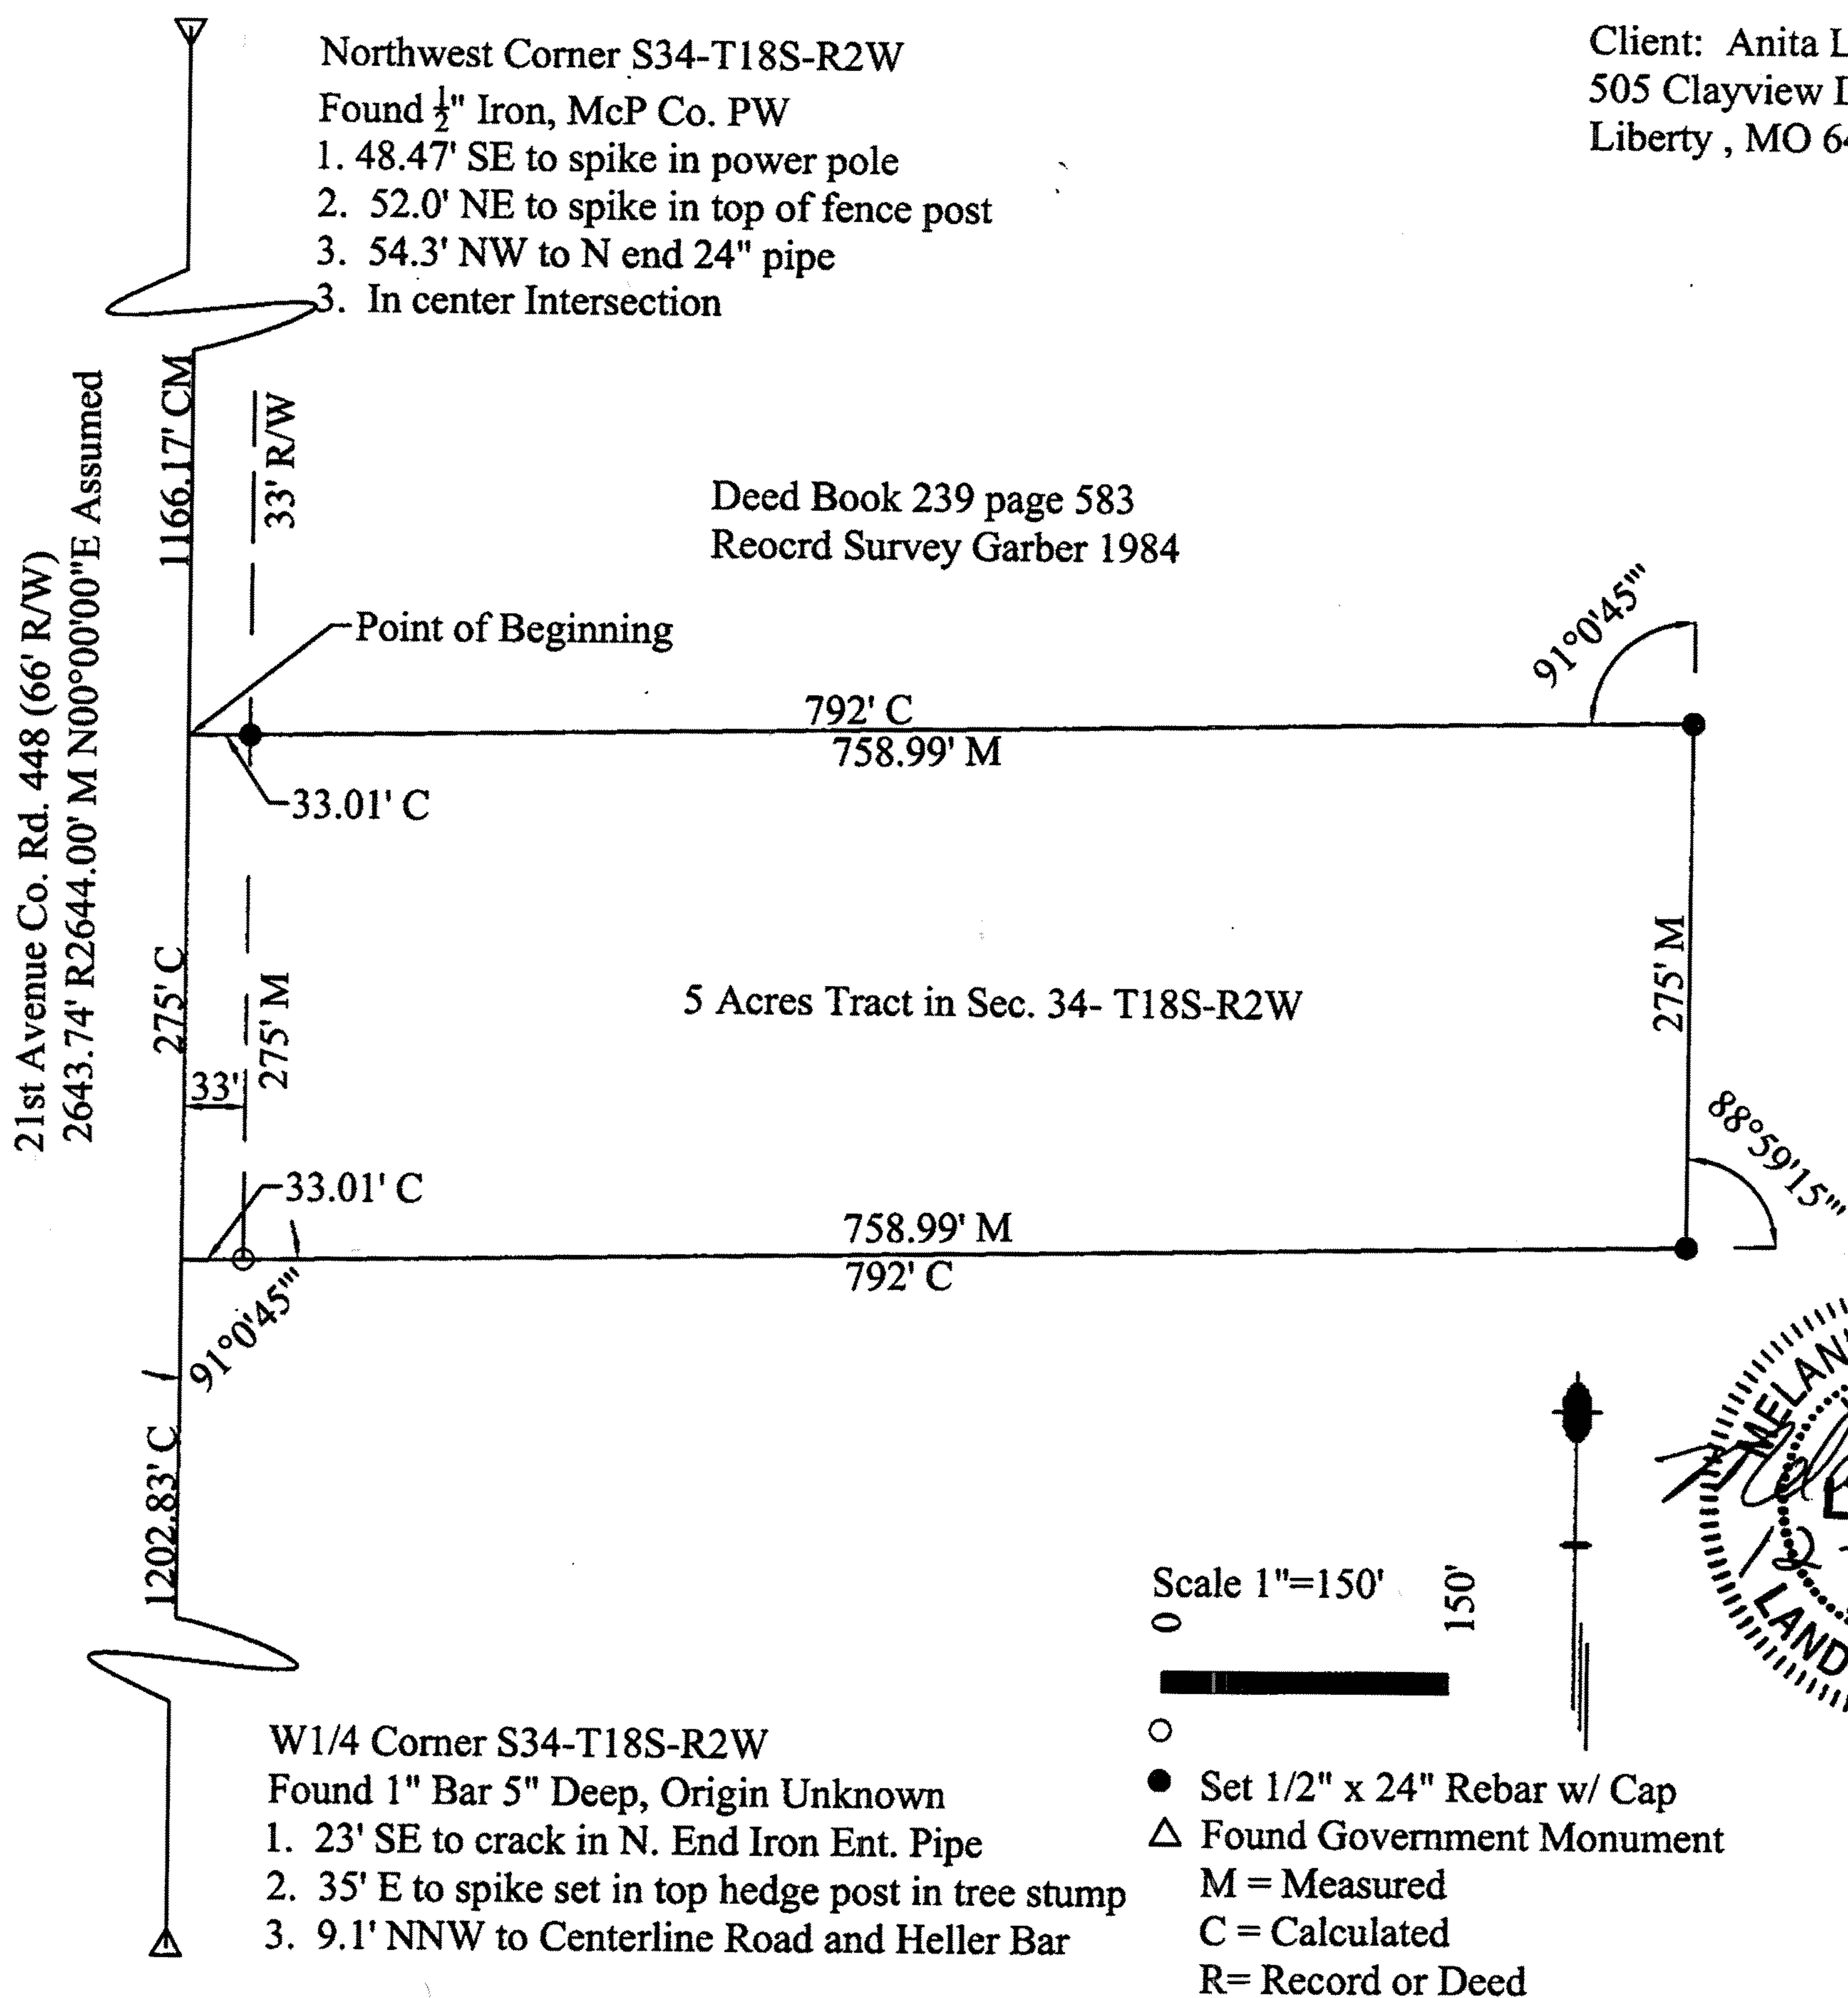 Northwest Corner S34-T18S-R2W
Found ½" Iron, McP Co. PW
1. 48.47' SE to spike in power pole
2. 52.0' NE to spike in top of fence post
3. 54.3' NW to N end 24" pipe
3. In center Intersection
Client: Anita L
505 Clayview D
Liberty , MO 64
21st Avenue Co. Rd. 448 (66' R/W)
2643.74' R2644.00' M N00°00'00"E Assumed
1166.17' CM
33' R/W
Deed Book 239 page 583
Reocrd Survey Garber 1984
Point of Beginning
91°0'45'"
792' C
758.99' M
33.01' C
275' C
275' M
33'
5 Acres Tract in Sec. 34- T18S-R2W
275' M
88°59'15'"
33.01' C
758.99' M
792' C
91°0'45'"
1202.83' C
Scale 1"=150'
0
150'
MELAN
LAND
W1/4 Corner S34-T18S-R2W
Found 1" Bar 5" Deep, Origin Unknown
1. 23' SE to crack in N. End Iron Ent. Pipe
2. 35' E to spike set in top hedge post in tree stump
3. 9.1' NNW to Centerline Road and Heller Bar
Set 1/2" x 24" Rebar w/ Cap
Found Government Monument
M = Measured
C = Calculated
R= Record or Deed